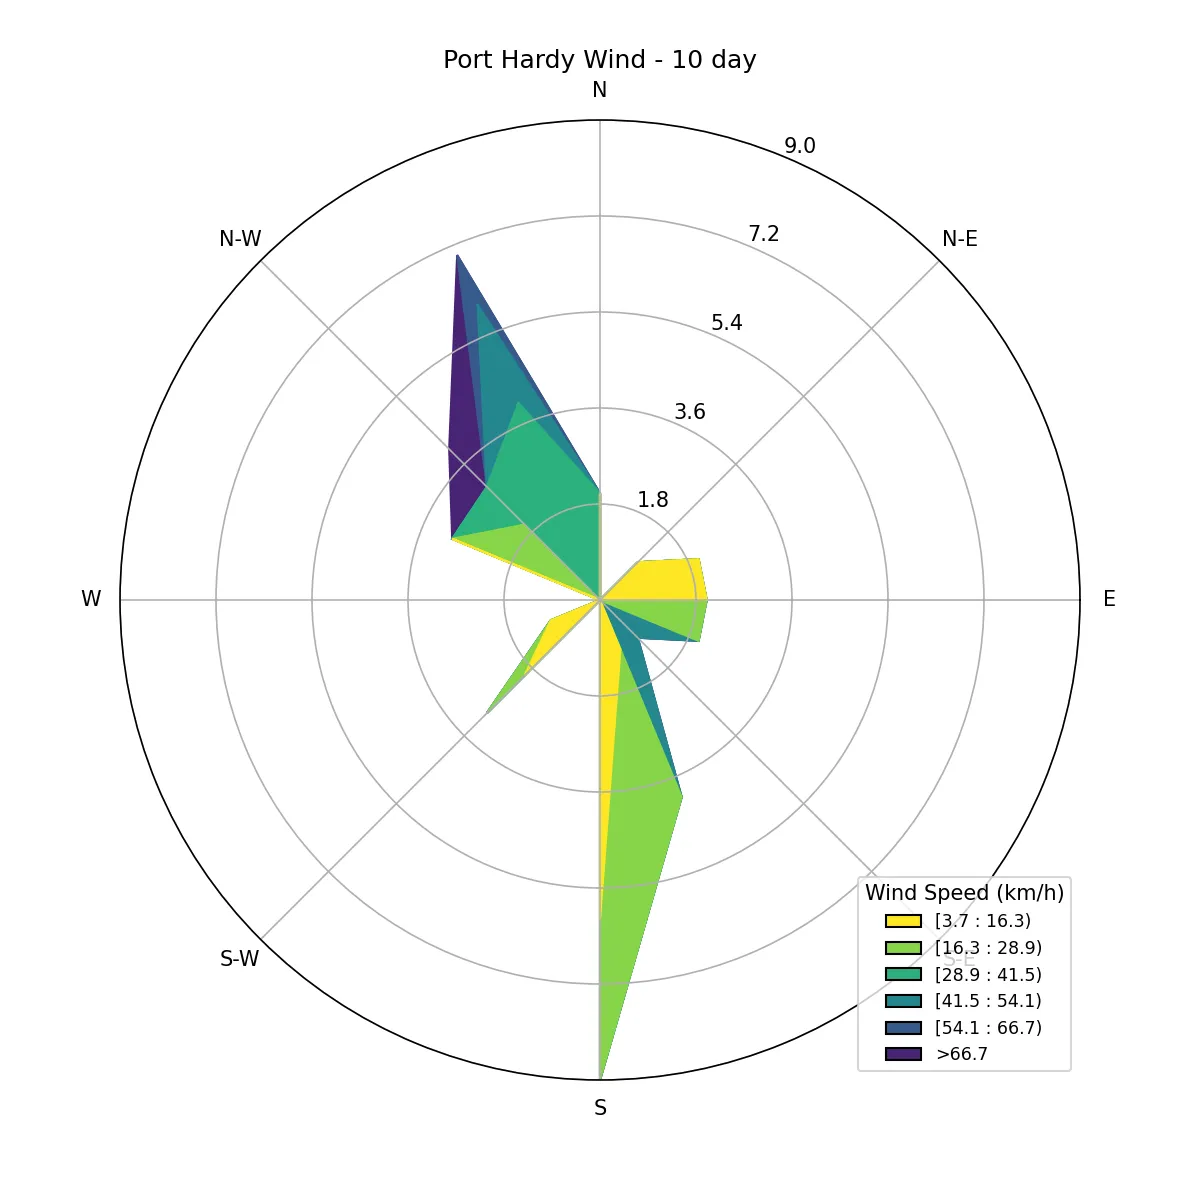 Port Hardy Wind - 10 day
N
9.0
N-W
7.2
N-E
5.4
3.6
1.8
W
E
S-W
S-E
S
Wind Speed (km/h)
[3.7 : 16.3)
[16.3 : 28.9)
[28.9 : 41.5)
[41.5 : 54.1)
[54.1 : 66.7)
>66.7